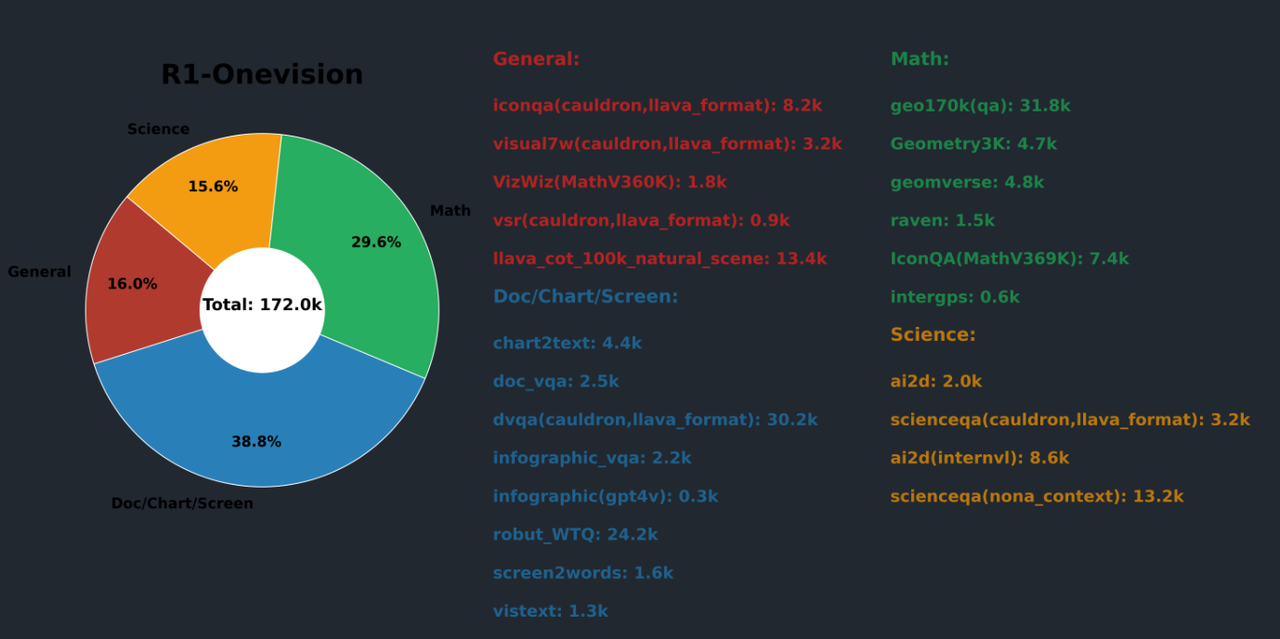 R1-Onevision
Science
15.6%
Math
29.6%
General
16.0%
Total: 172.0k
38.8%
Doc/Chart/Screen
General:
iconqa(cauldron,llava_format): 8.2k
visual7w(cauldron,llava_format): 3.2k
VizWiz(MathV360K): 1.8k
vsr(cauldron,llava_format): 0.9k
llava_cot_100k_natural_scene: 13.4k
Doc/Chart/Screen:
chart2text: 4.4k
doc_vqa: 2.5k
dvqa(cauldron,llava_format): 30.2k
infographic_vqa: 2.2k
infographic(gpt4v): 0.3k
robut_WTQ: 24.2k
screen2words: 1.6k
vistext: 1.3k
Math:
geo170k(qa): 31.8k
Geometry3K: 4.7k
geomverse: 4.8k
raven: 1.5k
IconQA(MathV369K): 7.4k
intergps: 0.6k
Science:
ai2d: 2.0k
scienceqa(cauldron,llava_format): 3.2k
ai2d(internvl): 8.6k
scienceqa(nona_context): 13.2k